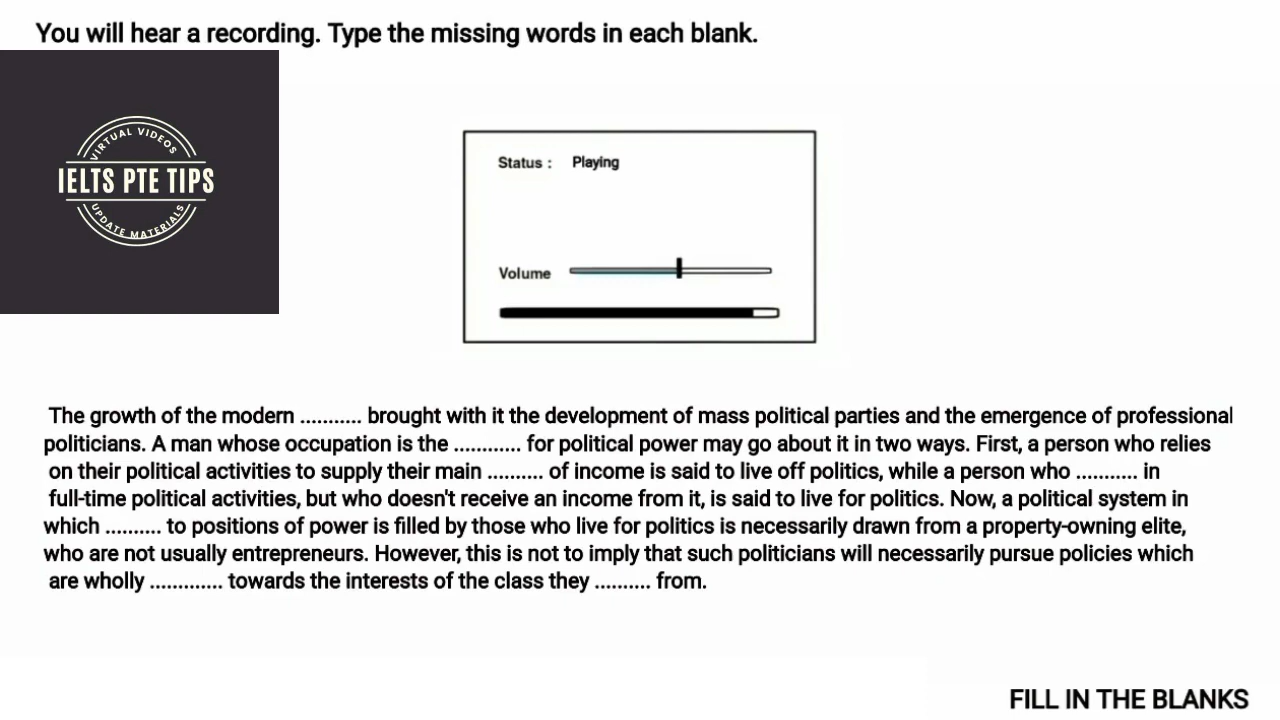 You will hear a recording. Type the missing words in each blank.
VIRTUAL VIDEOS
IELTS PTE TIPS
UPDATE MATERIALS
Status : Playing
Volume
The growth of the modern ........... brought with it the development of mass political parties and the emergence of professional
politicians. A man whose occupation is the ............ for political power may go about it in two ways. First, a person who relies
on their political activities to supply their main .......... of income is said to live off politics, while a person who ........... in
full-time political activities, but who doesn't receive an income from it, is said to live for politics. Now, a political system in
which .......... to positions of power is filled by those who live for politics is necessarily drawn from a property-owning elite,
who are not usually entrepreneurs. However, this is not to imply that such politicians will necessarily pursue policies which
are wholly ............. towards the interests of the class they .......... from.
FILL IN THE BLANKS